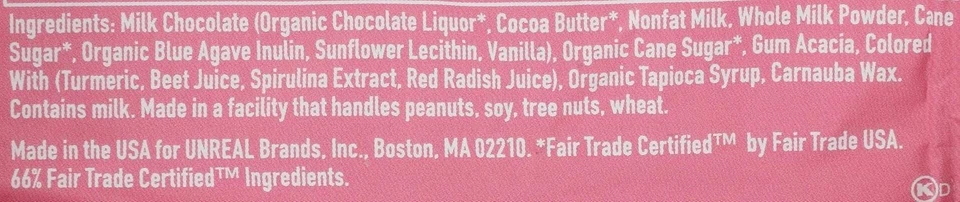 Ingredients: Milk Chocolate (Organic Chocolate Liquor*, Cocoa Butter*, Nonfat Milk, Whole Milk Powder, Cane
Sugar*, Organic Blue Agave Inulin, Sunflower Lecithin, Vanilla), Organic Cane Sugar*, Gum Acacia, Colored
With (Turmeric, Beet Juice, Spirulina Extract, Red Radish Juice), Organic Tapioca Syrup, Carnauba Wax.
Contains milk. Made in a facility that handles peanuts, soy, tree nuts, wheat.
Made in the USA for UNREAL Brands, Inc., Boston, MA 02210. *Fair Trade Certified™ by Fair Trade USA.
66% Fair Trade Certified™ Ingredients.
K D